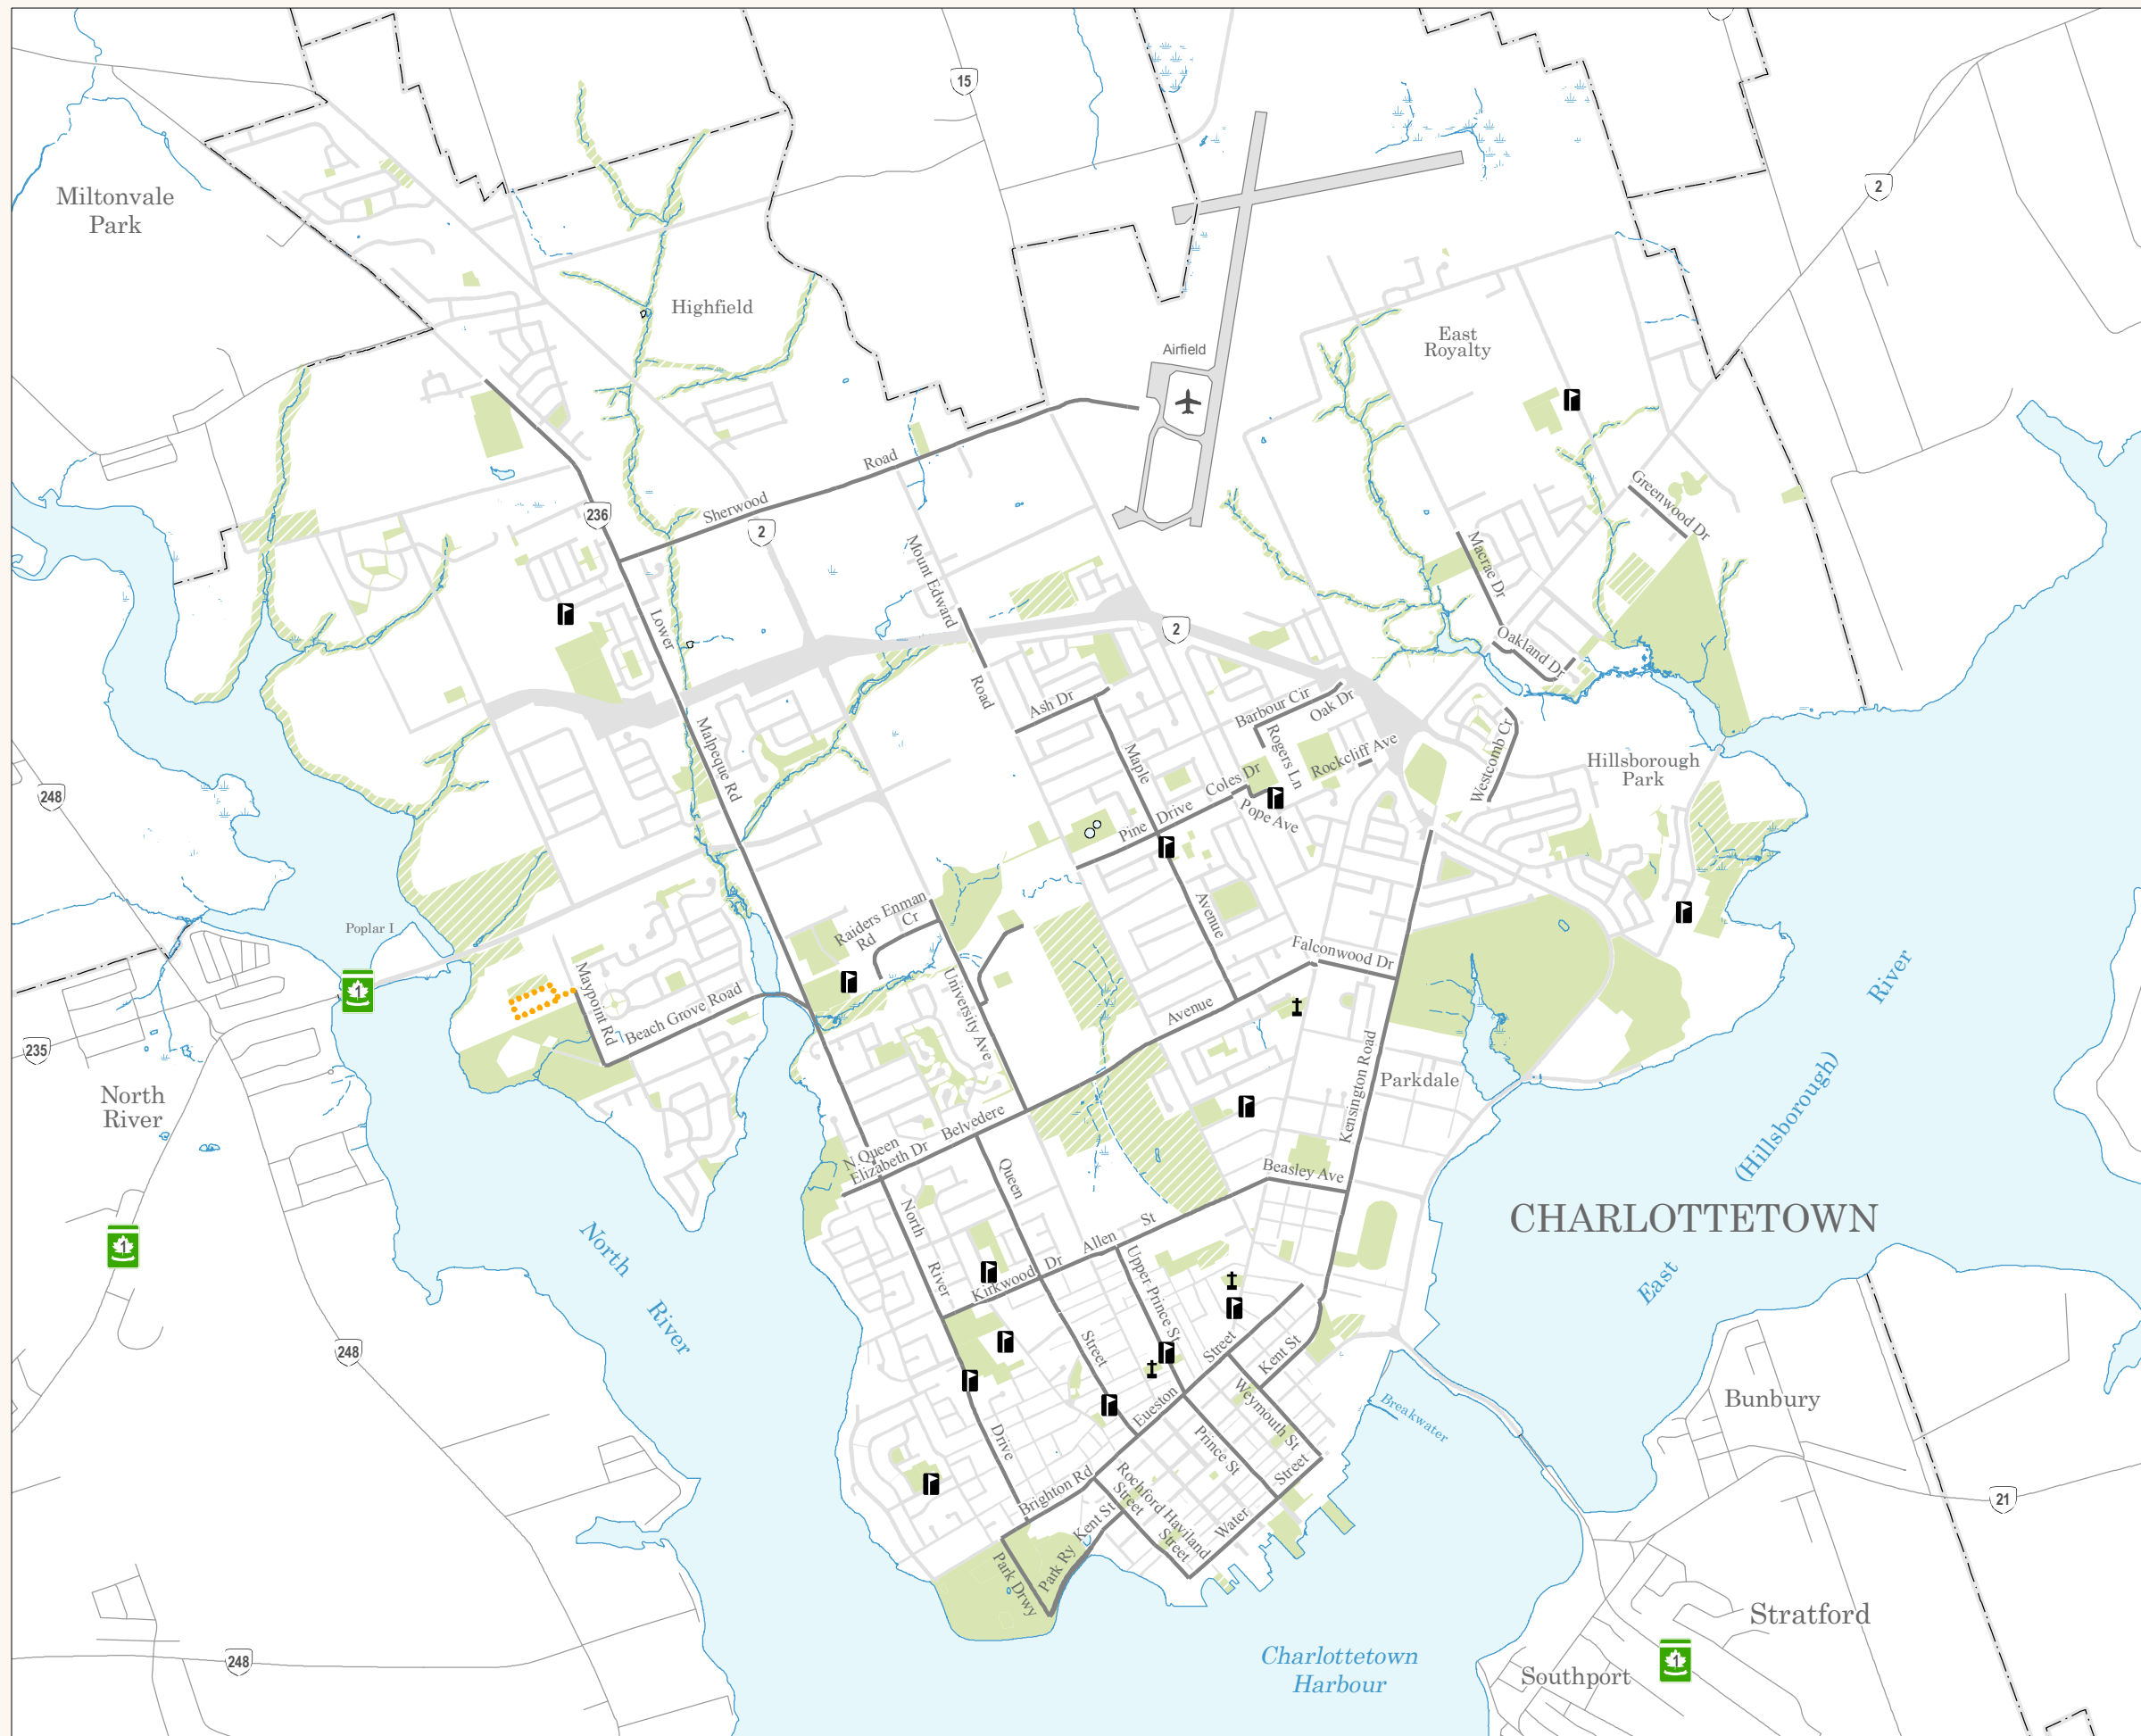 15
2
Miltonvale
Park
Highfield
East
Royalty
Airfield
Road
Greenwood Dr
236
Sherwood
2
Mount Edward
Macrae Dr
Lower
2
Oakland Dr
Road
Ash Dr
Barbour Cir
Oak Dr
Malpeque Rd
Maple
Rogers Ln
Rockcliff Ave
Westcomb Cr
Hillsborough
Park
248
Coles Dr
Pope Ave
Pine Drive
Raiders Enman
Rd Cr
Avenue
Poplar I
1
Falconwood Dr
Maypoint Rd
Beach Grove Road
University Ave
Avenue
River
235
Kensington Road
Parkdale
North
River
(Hillsborough)
Belvedere
N.Queen
Elizabeth Dr
Queen
Beasley Ave
CHARLOTTETOWN
1
North
North
Allen St
East
River
Kirkwood Dr
Upper Prince St
River
248
Street
Street
Kent St
Bunbury
Weymouth St
Breakwater
Eueston
Drive
Prince St
Street
21
Brighton Rd
Rochford
Street
Haviland
Street
Water
Kent St
Park Ry
Park Drwy
Stratford
248
Charlottetown
Harbour
1
Southport